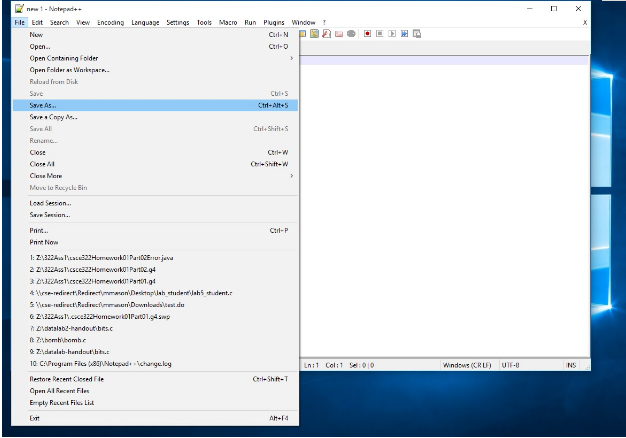 new 1 - Notepad++
File Edit Search View Encoding Language Settings Tools Macro Run Plugins Window ? X
New Ctrl+N
Open... Ctrl+O
Open Containing Folder
Open Folder as Workspace...
Reload from Disk
Save Ctrl+S
Save As... Ctrl+Alt+S
Save a Copy As...
Save All Ctrl+Shift+S
Rename...
Close Ctrl+W
Close All Ctrl+Shift+W
Close More
Move to Recycle Bin
Load Session...
Save Session...
Print... Ctrl+P
Print Now
1: Z:\322Ass1\csce322Homework01Part02Error.java
2: Z:\322Ass1\csce322Homework01Part02.g4
3: Z:\322Ass1\csce322Homework01Part01.g4
4: \\cse-redirect\Redirect\mmason\Desktop\lab_student\lab5_student.c
5: \\cse-redirect\Redirect\mmason\Downloads\test.do
6: Z:\322Ass1\.csce322Homework01Part01.g4.swp
7: Z:\datalab2-handout\bits.c
8: Z:\bomb\bomb.c
9: Z:\datalab-handout\bits.c
10: C:\Program Files (x86)\Notepad++\change.log
Ln : 1 Col : 1 Sel : 0 | 0 Windows (CR LF) UTF-8 INS
Restore Recent Closed File Ctrl+Shift+T
Open All Recent Files
Empty Recent Files List
Exit Alt+F4